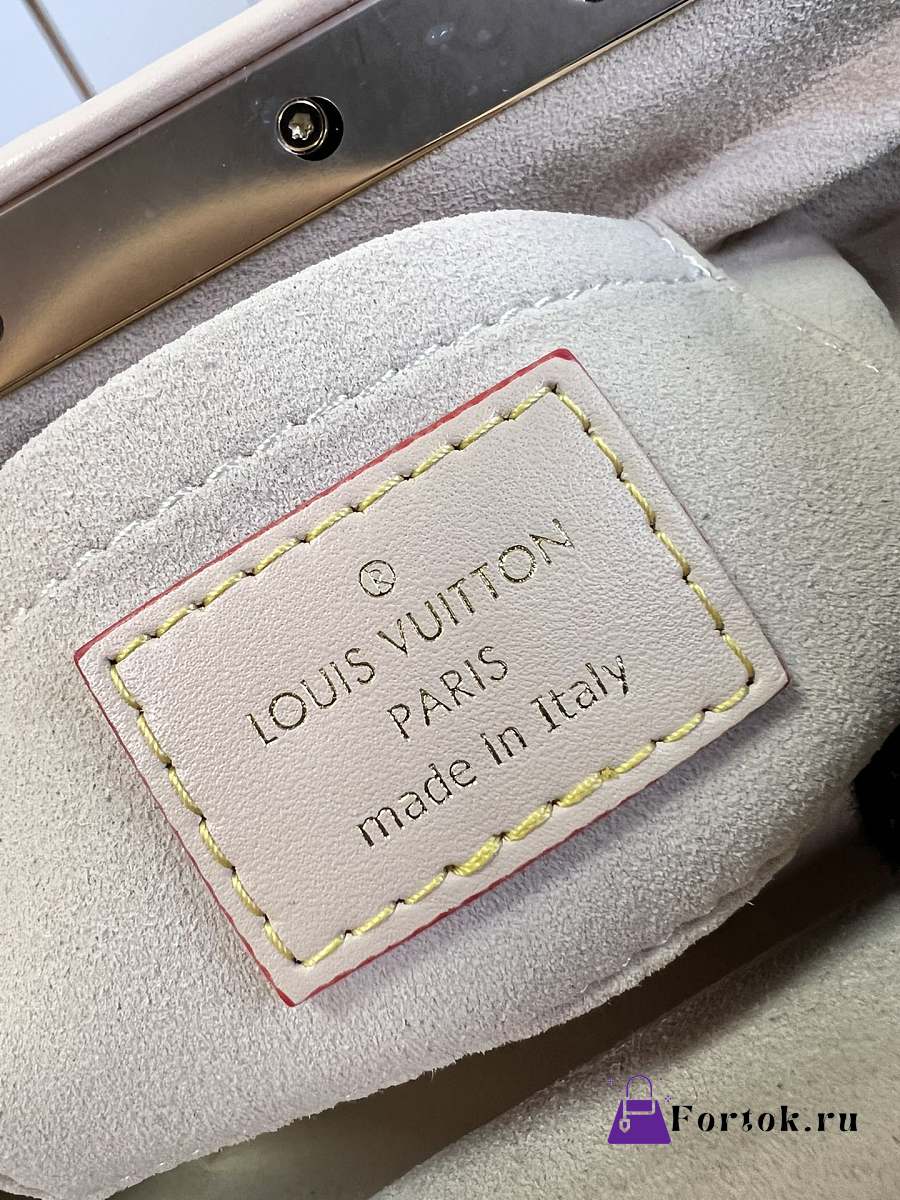 ®
LOUIS VUITTON
PARIS
made in Italy
Fortok.ru